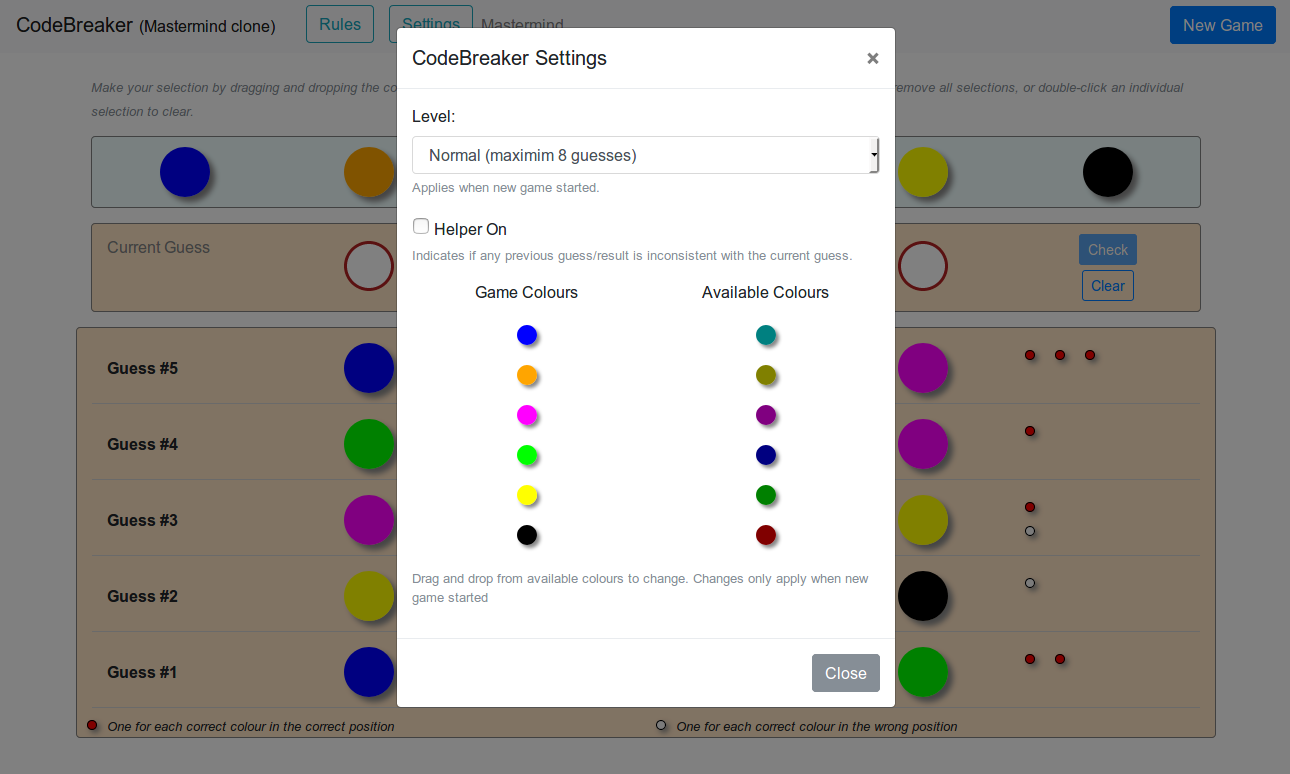 CodeBreaker (Mastermind clone) Rules Settings Mastermind New Game
CodeBreaker Settings ×
Make your selection by dragging and dropping the co
emove all selections, or double-click an individual
selection to clear.
Level:
Normal (maximim 8 guesses)
Applies when new game started.
Helper On
Indicates if any previous guess/result is inconsistent with the current guess.
Current Guess
Check
Clear
Game Colours Available Colours
Guess #5
Guess #4
Guess #3
Guess #2
Drag and drop from available colours to change. Changes only apply when new
game started
Guess #1
Close
One for each correct colour in the correct position One for each correct colour in the wrong position